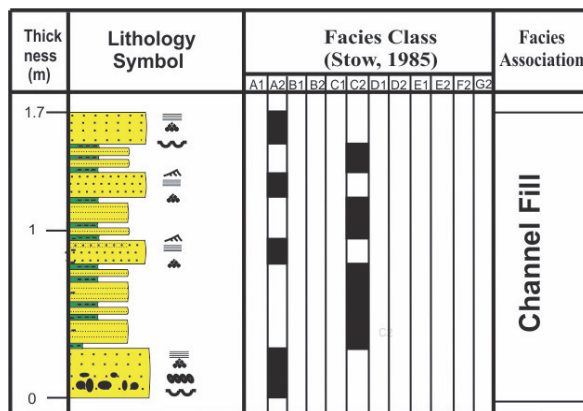 Thick
ness
(m)
Lithology
Symbol
Facies Class
(Stow, 1985)
A1 A2 B1 B2 C1 C2 D1 D2 E1 E2 F2 G2
Facies
Association
1.7
1
0
C2
Channel Fill